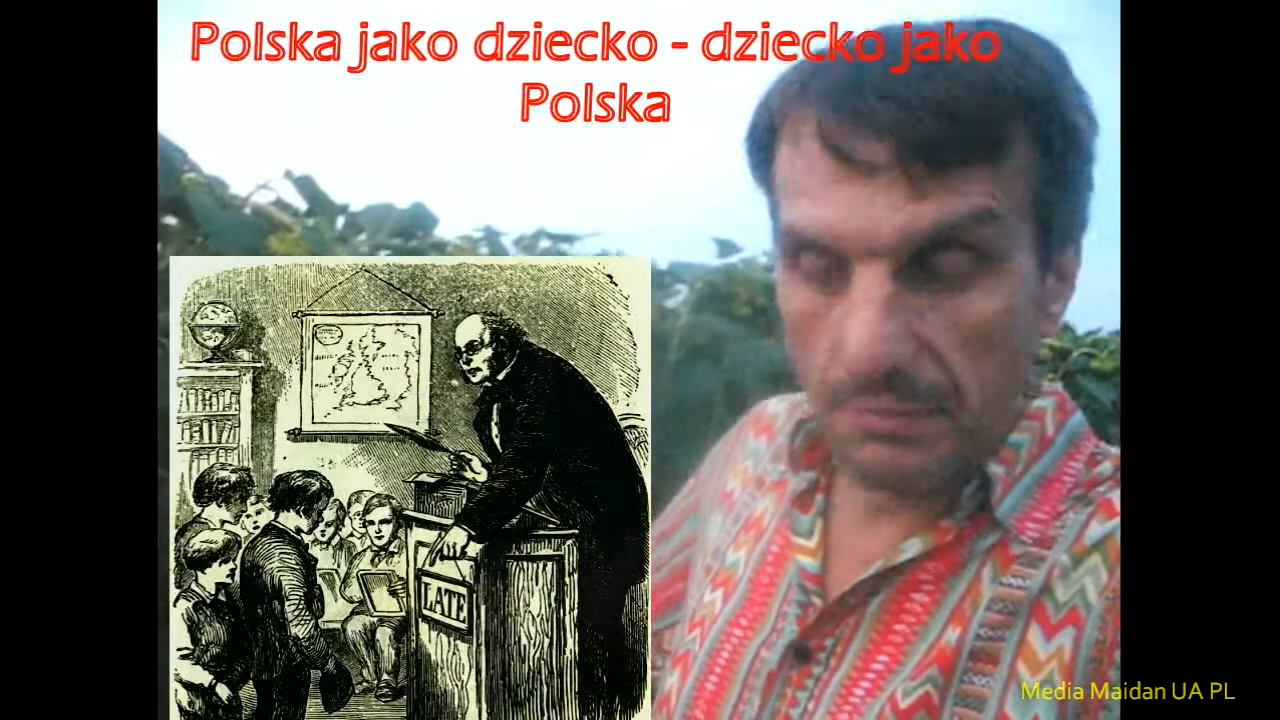 Polska jako dziecko - dziecko jako
Polska
LATE
Media Maidan UA PL